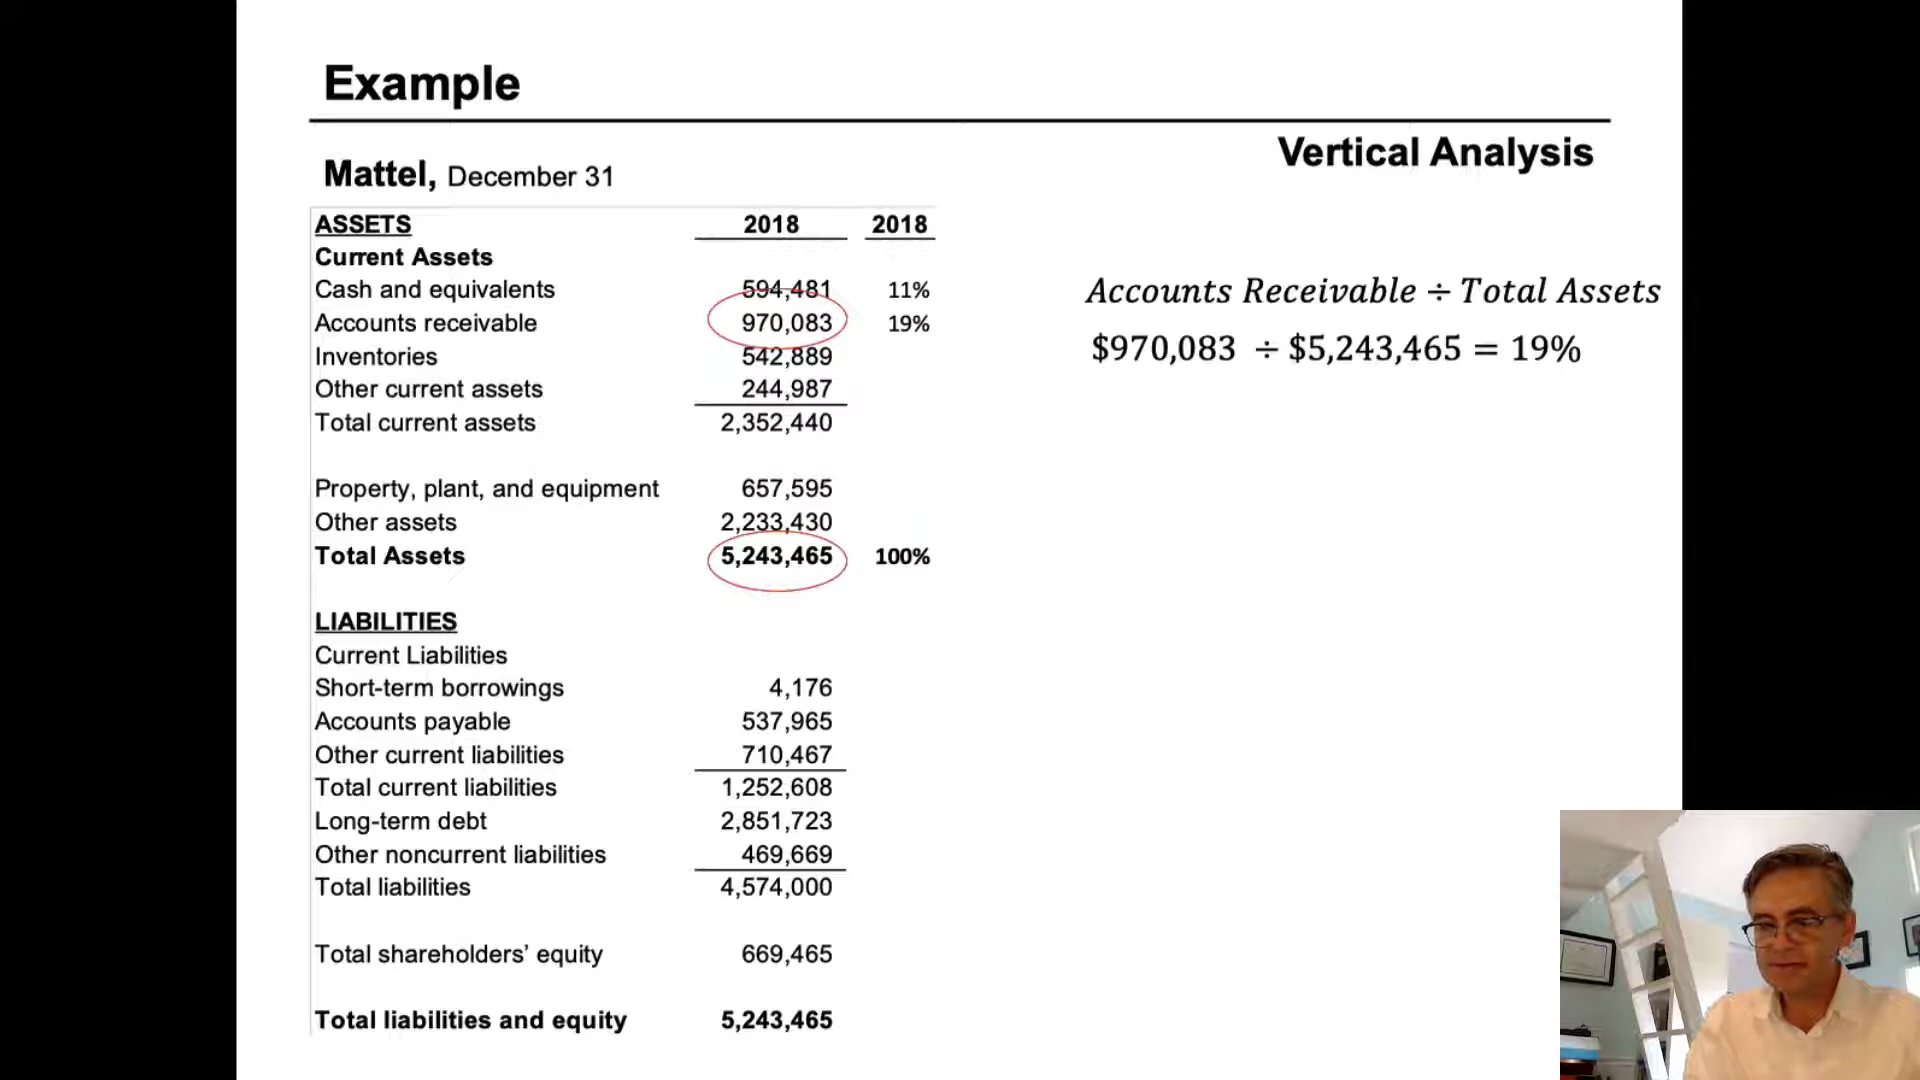 Example
Vertical Analysis
Mattel, December 31
ASSETS 2018 2018
Current Assets
Cash and equivalents 594,481 11%
Accounts receivable 970,083 19%
Inventories 542,889
Other current assets 244,987
Total current assets 2,352,440
Property, plant, and equipment 657,595
Other assets 2,233,430
Total Assets 5,243,465 100%
LIABILITIES
Current Liabilities
Short-term borrowings 4,176
Accounts payable 537,965
Other current liabilities 710,467
Total current liabilities 1,252,608
Long-term debt 2,851,723
Other noncurrent liabilities 469,669
Total liabilities 4,574,000
Total shareholders’ equity 669,465
Total liabilities and equity 5,243,465
Accounts Receivable ÷ Total Assets
$970,083 ÷ $5,243,465 = 19%